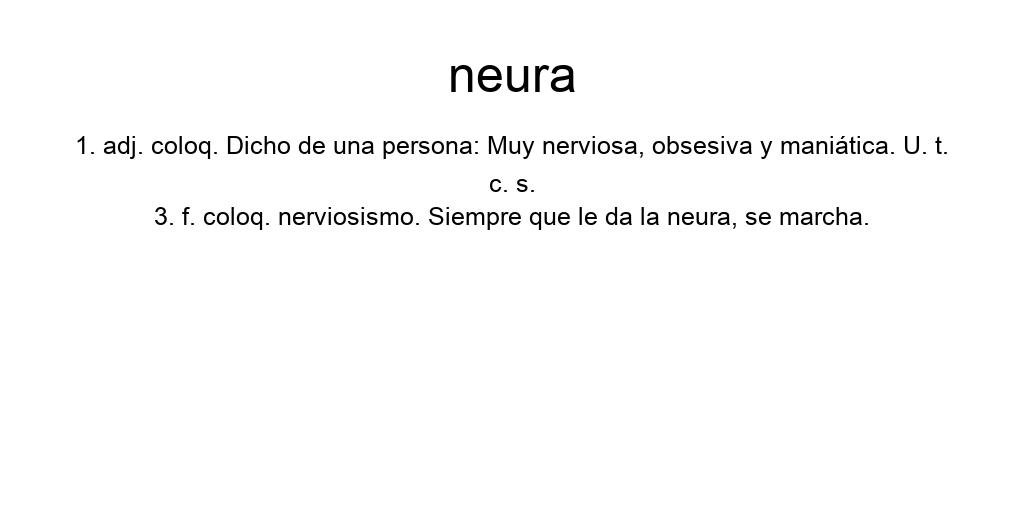 neura
1. adj. coloq. Dicho de una persona: Muy nerviosa, obsesiva y maniática. U. t.
c. s.
3. f. coloq. nerviosismo. Siempre que le da la neura, se marcha.